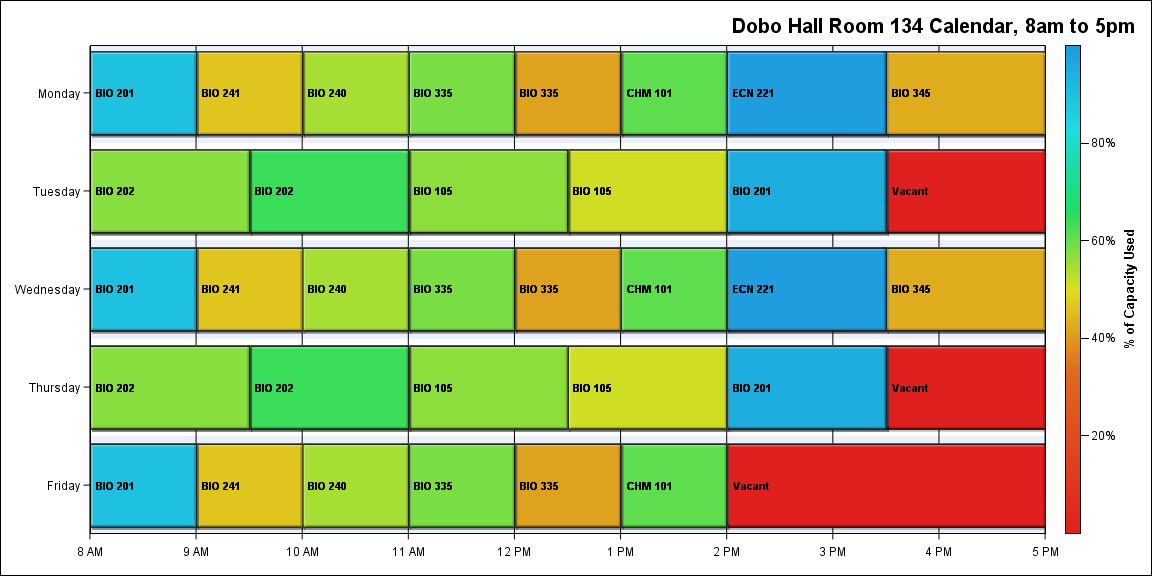 Dobo Hall Room 134 Calendar, 8am to 5pm
Monday BIO 201 BIO 241 BIO 240 BIO 335 BIO 335 CHM 101 ECN 221 BIO 345
Tuesday BIO 202 BIO 202 BIO 105 BIO 105 BIO 201 Vacant
Wednesday BIO 201 BIO 241 BIO 240 BIO 335 BIO 335 CHM 101 ECN 221 BIO 345
Thursday BIO 202 BIO 202 BIO 105 BIO 105 BIO 201 Vacant
Friday BIO 201 BIO 241 BIO 240 BIO 335 BIO 335 CHM 101 Vacant
8 AM 9 AM 10 AM 11 AM 12 PM 1 PM 2 PM 3 PM 4 PM 5 PM
80%
60%
40%
20%
% of Capacity Used